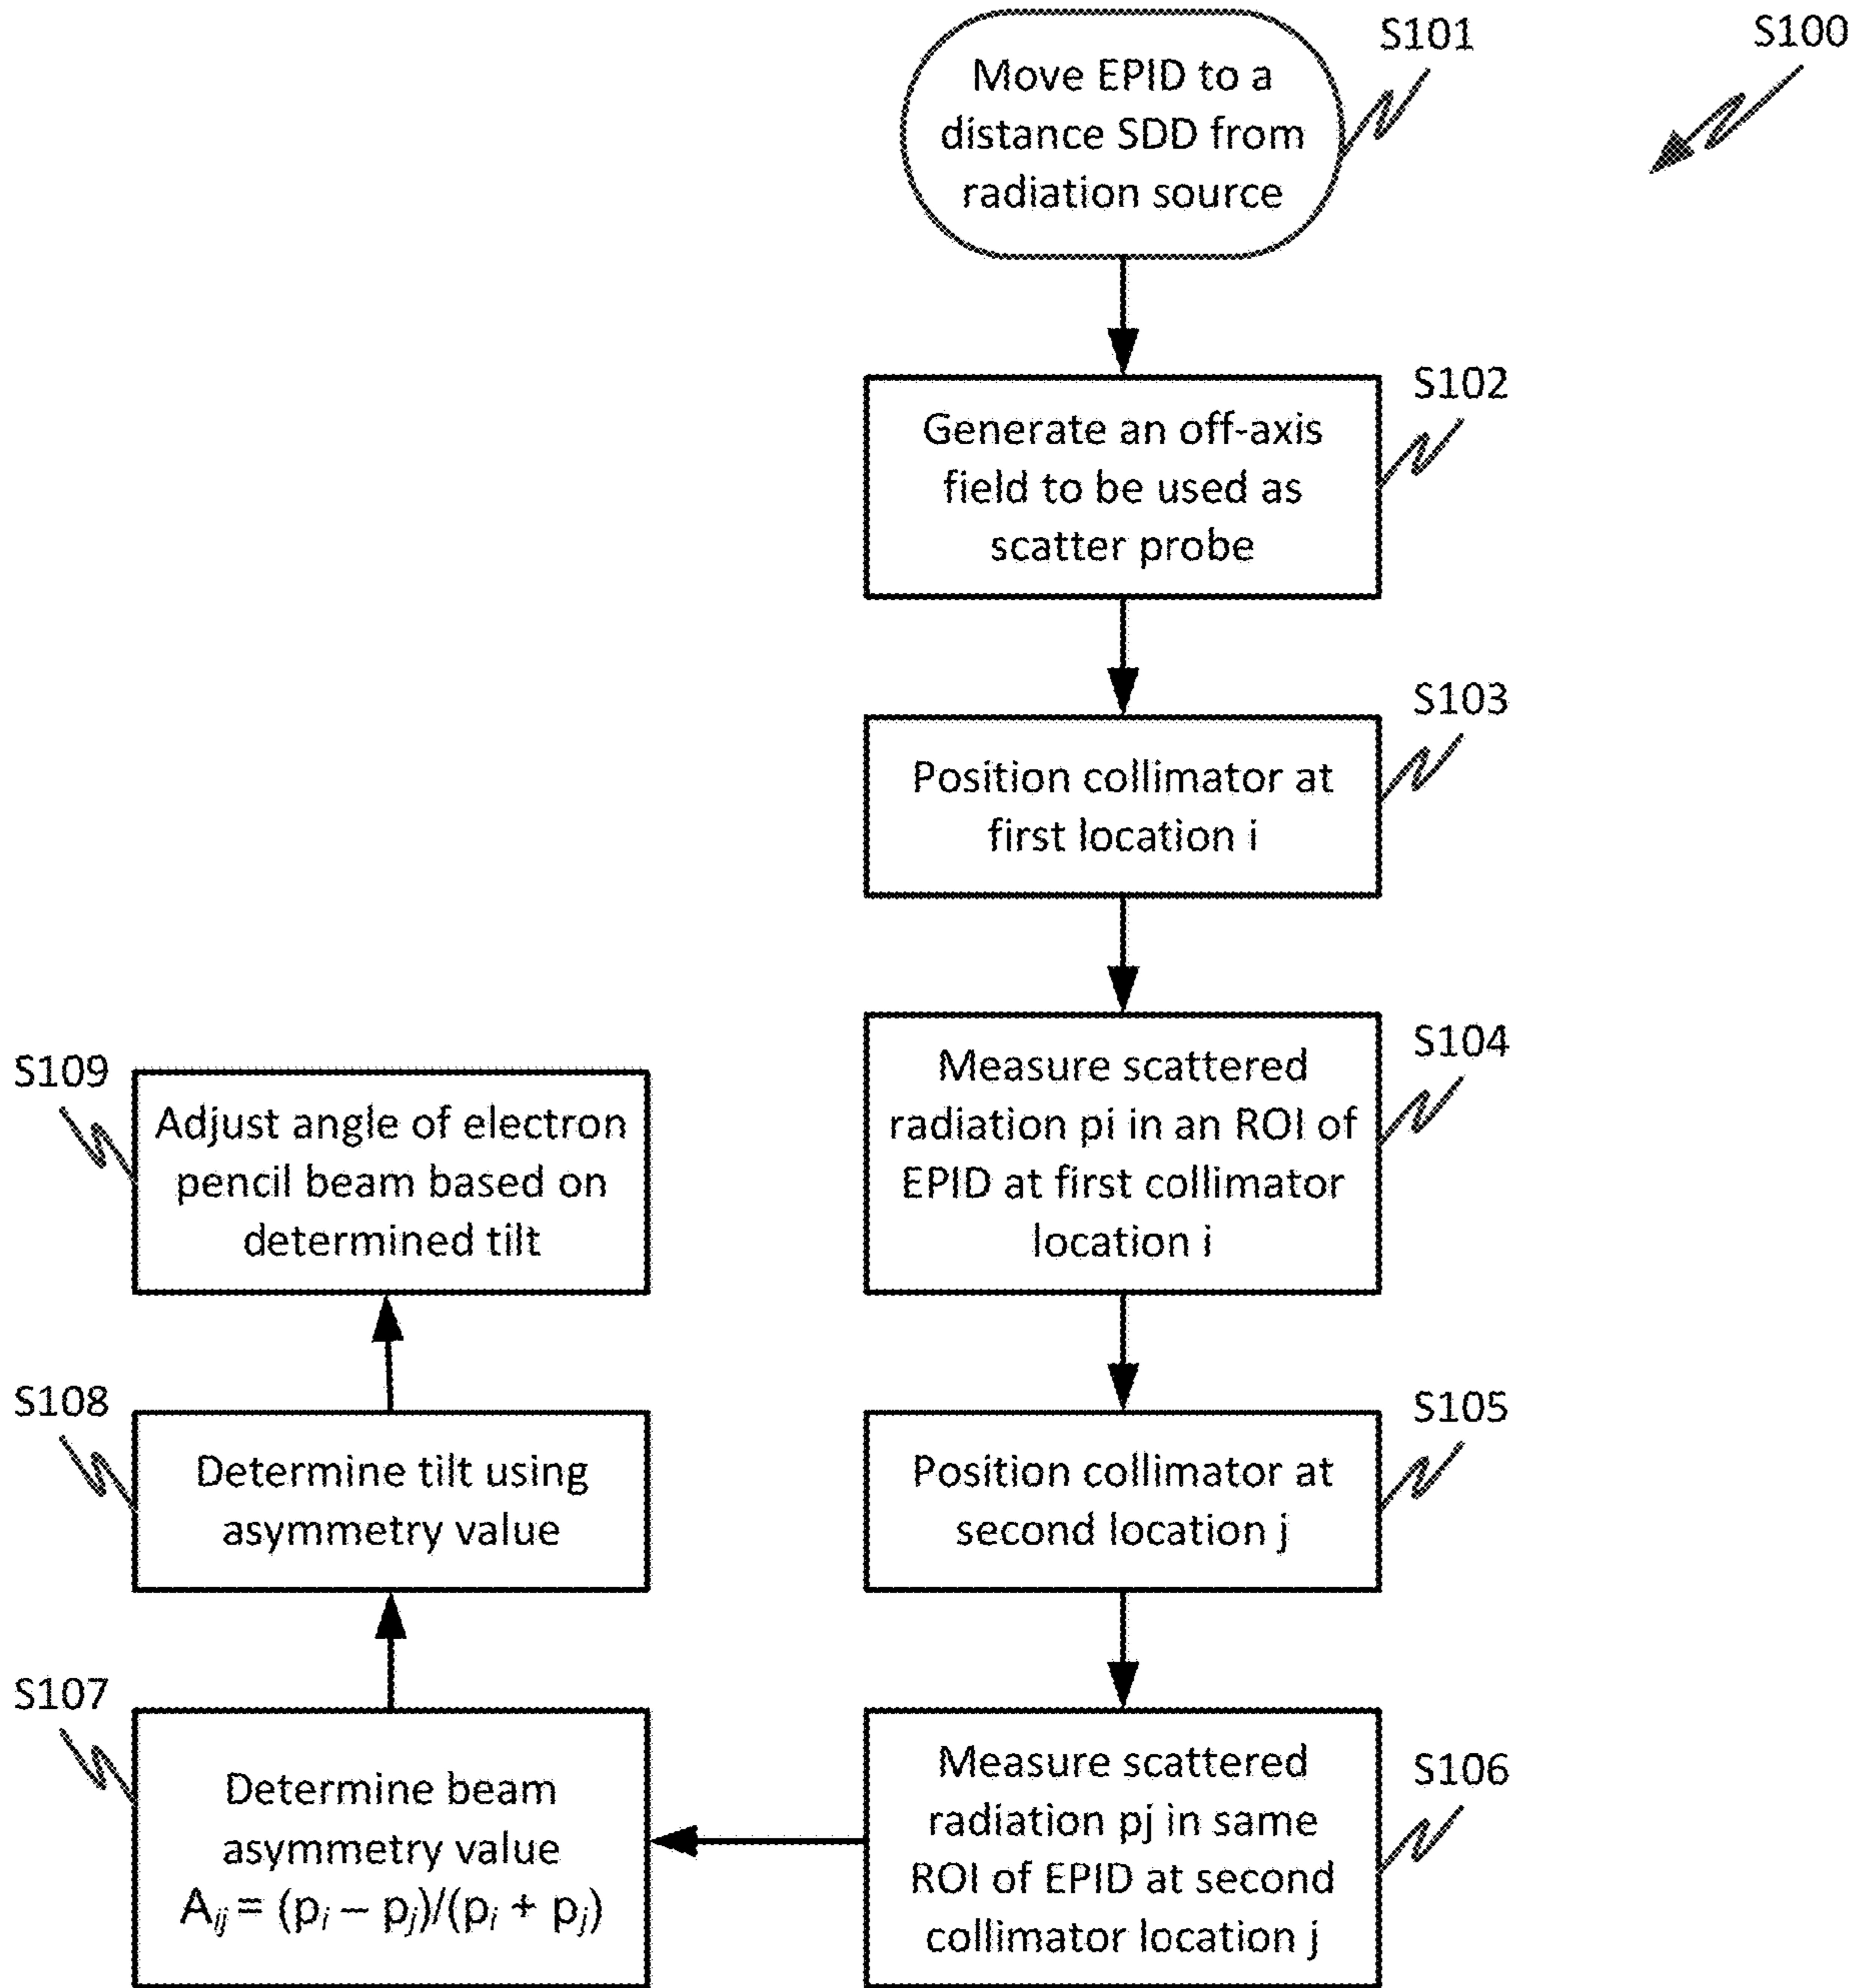 S100
S101
Move EPID to a
distance SDD from
radiation source
S102
Generate an off-axis
field to be used as
scatter probe
S103
Position collimator at
first location i
S104
Measure scattered
radiation pi in an ROI of
EPID at first collimator
location i
S105
Position collimator at
second location j
S106
Measure scattered
radiation pj in same
ROI of EPID at second
collimator location j
S107
Determine beam
asymmetry value
Aij = (pi – pj)/(pi + pj)
S108
Determine tilt using
asymmetry value
S109
Adjust angle of electron
pencil beam based on
determined tilt